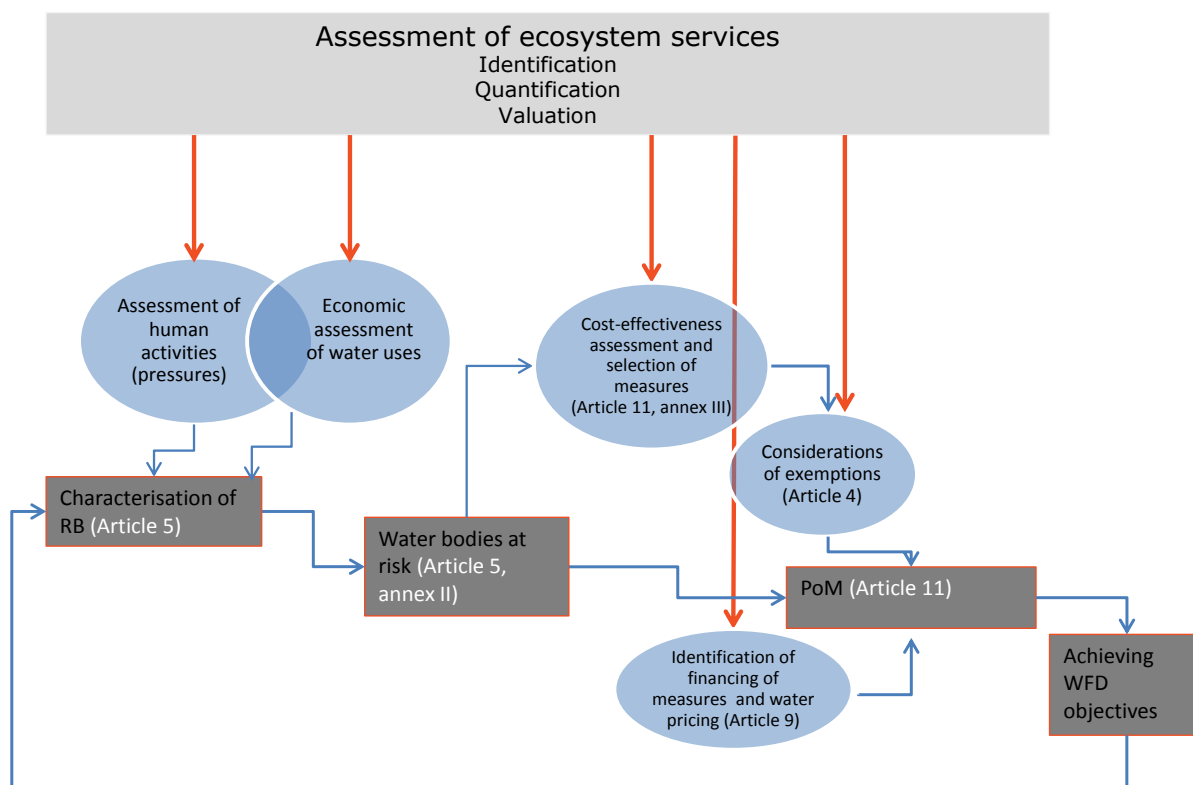 Assessment of ecosystem services
Identification
Quantification
Valuation
Assessment of
human
activities
(pressures)
Economic
assessment
of water uses
Cost-effectiveness
assessment and
selection of
measures
(Article 11, annex III)
Considerations
of exemptions
(Article 4)
Characterisation of
RB (Article 5)
Water bodies at
risk (Article 5,
annex II)
PoM (Article 11)
Identification of
financing of
measures and water
pricing (Article 9)
Achieving
WFD
objectives